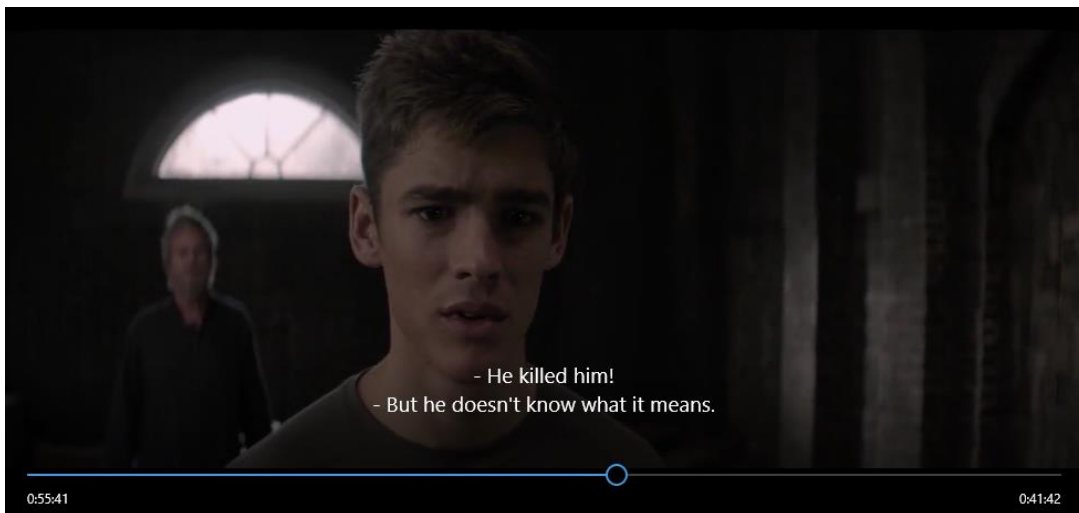 - He killed him!
- But he doesn't know what it means.
0:55:41
0:41:42